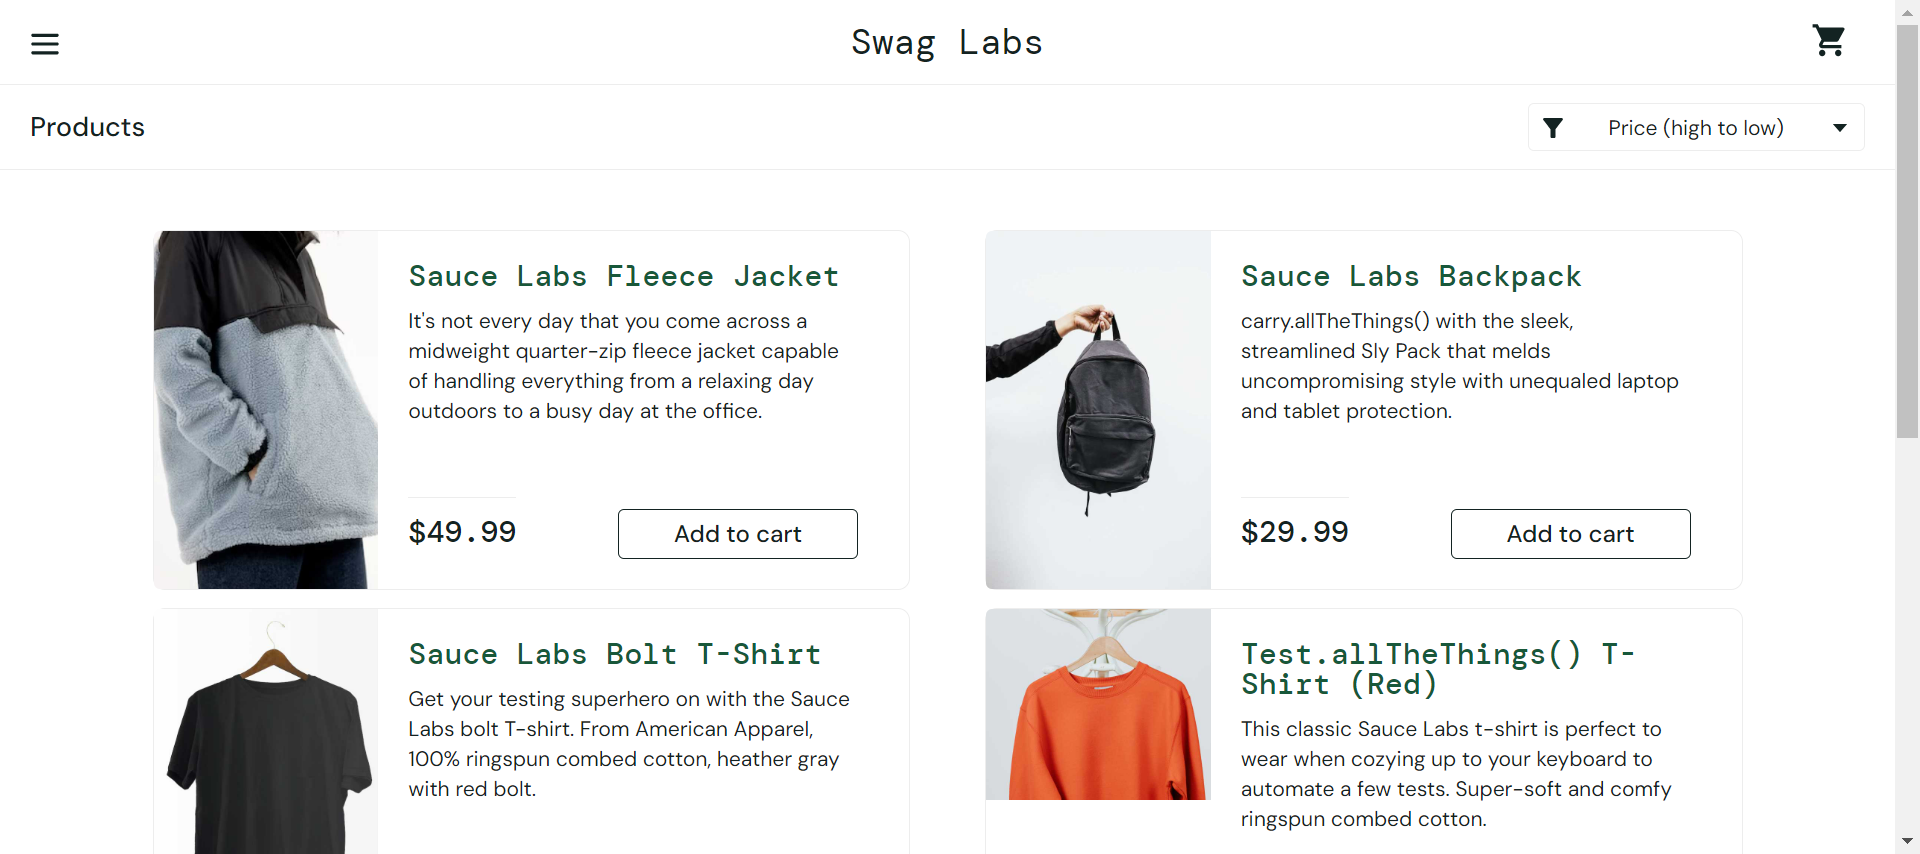 Swag Labs
Products
Price (high to low)
Sauce Labs Fleece Jacket
It's not every day that you come across a
midweight quarter-zip fleece jacket capable
of handling everything from a relaxing day
outdoors to a busy day at the office.
$49.99
Add to cart
Sauce Labs Backpack
carry.allTheThings() with the sleek,
streamlined Sly Pack that melds
uncompromising style with unequaled laptop
and tablet protection.
$29.99
Add to cart
Sauce Labs Bolt T-Shirt
Get your testing superhero on with the Sauce
Labs bolt T-shirt. From American Apparel,
100% ringspun combed cotton, heather gray
with red bolt.
Test.allTheThings() T-
Shirt (Red)
This classic Sauce Labs t-shirt is perfect to
wear when cozying up to your keyboard to
automate a few tests. Super-soft and comfy
ringspun combed cotton.